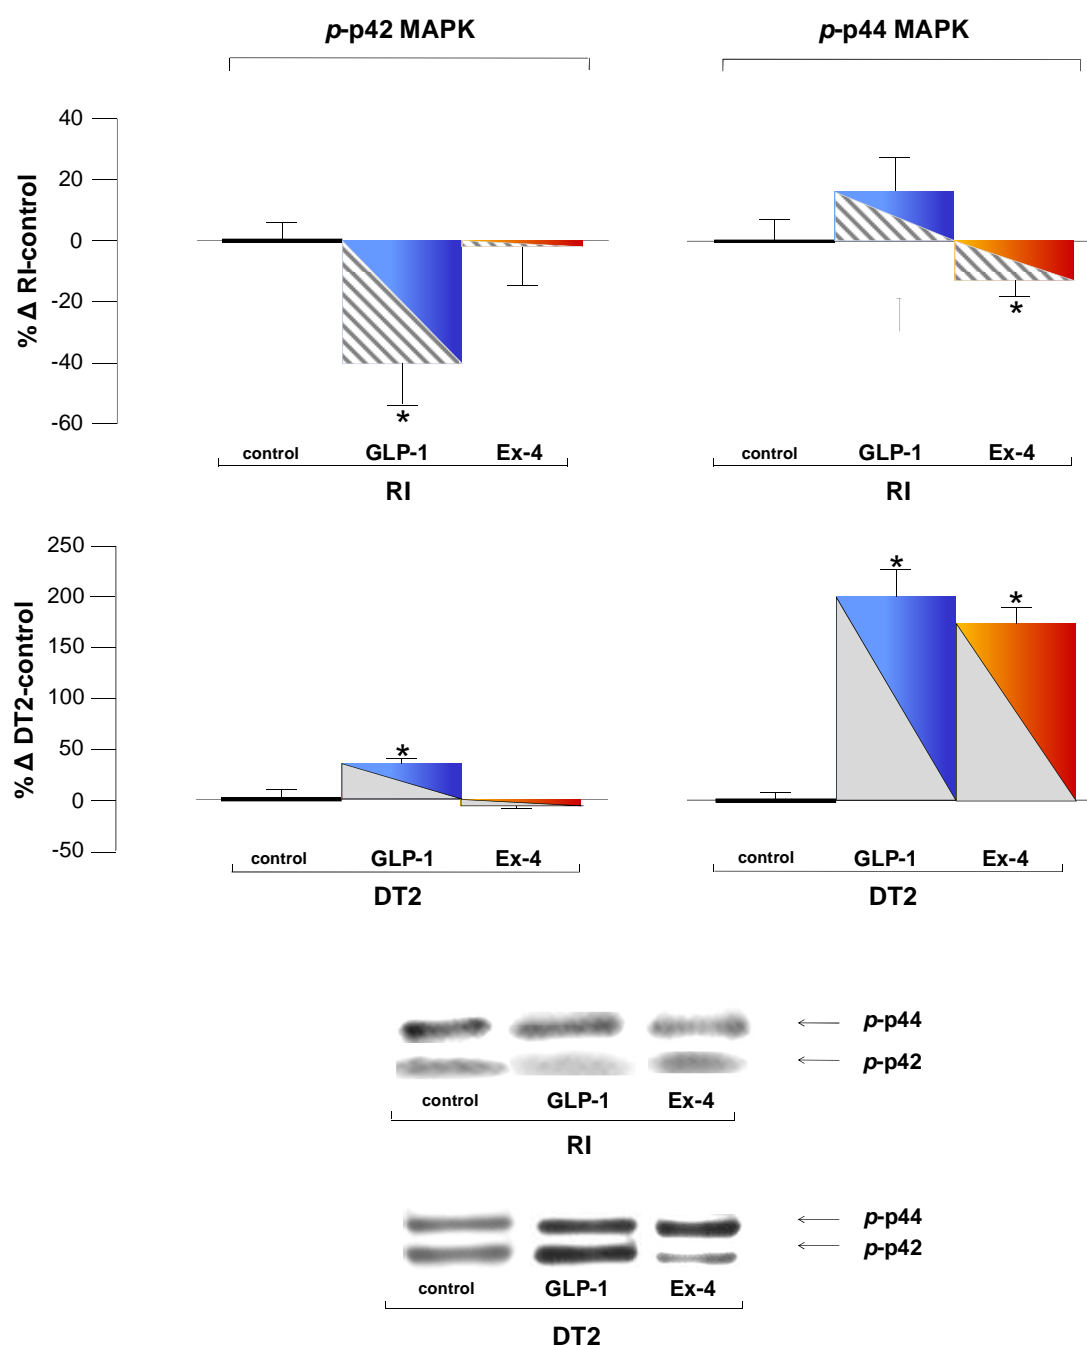 p-p42 MAPK p-p44 MAPK
% Δ RI-control
40
20
0
-20
-40
-60
* *
control GLP-1 Ex-4 control GLP-1 Ex-4
RI RI
% Δ DT2-control
250
200
150
100
50
0
-50
* * *
control GLP-1 Ex-4 control GLP-1 Ex-4
DT2 DT2
p-p44
p-p42
control GLP-1 Ex-4
RI
p-p44
p-p42
control GLP-1 Ex-4
DT2